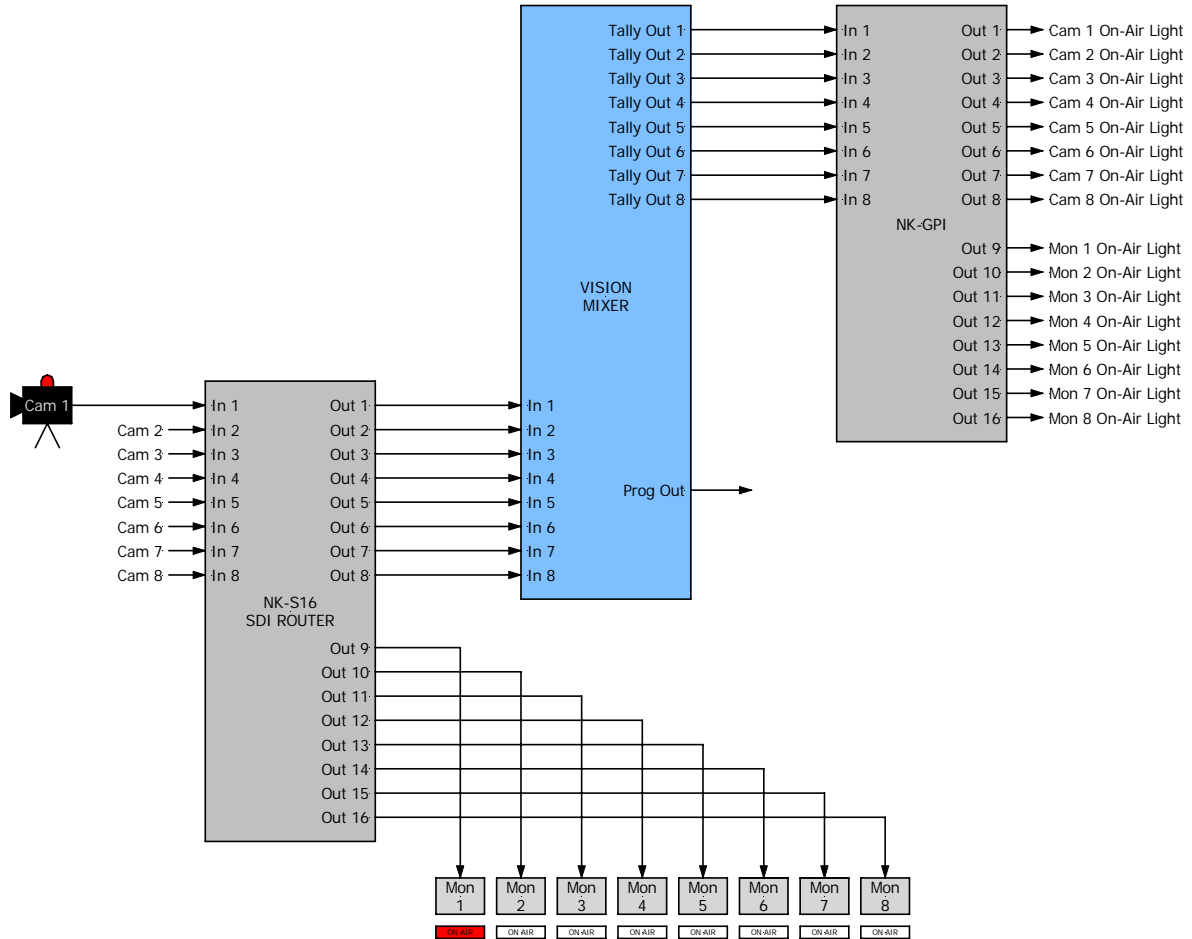 Tally Out 1
Tally Out 2
Tally Out 3
Tally Out 4
Tally Out 5
Tally Out 6
Tally Out 7
Tally Out 8
VISION
MIXER
In 1
In 2
In 3
In 4
In 5
In 6
In 7
In 8
Prog Out
In 1
In 2
In 3
In 4
In 5
In 6
In 7
In 8
NK-GPI
Out 1
Out 2
Out 3
Out 4
Out 5
Out 6
Out 7
Out 8
Out 9
Out 10
Out 11
Out 12
Out 13
Out 14
Out 15
Out 16
Cam 1 On-Air Light
Cam 2 On-Air Light
Cam 3 On-Air Light
Cam 4 On-Air Light
Cam 5 On-Air Light
Cam 6 On-Air Light
Cam 7 On-Air Light
Cam 8 On-Air Light
Mon 1 On-Air Light
Mon 2 On-Air Light
Mon 3 On-Air Light
Mon 4 On-Air Light
Mon 5 On-Air Light
Mon 6 On-Air Light
Mon 7 On-Air Light
Mon 8 On-Air Light
Cam 1
Cam 2
Cam 3
Cam 4
Cam 5
Cam 6
Cam 7
Cam 8
In 1
In 2
In 3
In 4
In 5
In 6
In 7
In 8
Out 1
Out 2
Out 3
Out 4
Out 5
Out 6
Out 7
Out 8
NK-S16
SDI ROUTER
Out 9
Out 10
Out 11
Out 12
Out 13
Out 14
Out 15
Out 16
Mon
1
Mon
2
Mon
3
Mon
4
Mon
5
Mon
6
Mon
7
Mon
8
ON-AIR
ON-AIR
ON-AIR
ON-AIR
ON-AIR
ON-AIR
ON-AIR
ON-AIR